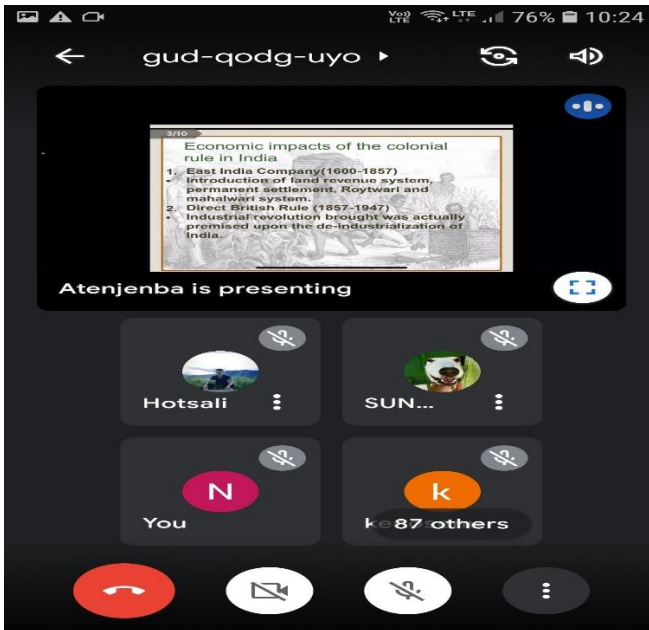 Vo)) LTE LTE 76% 10:24
gud-qodg-uyo
3/10
Economic impacts of the colonial
rule in India
1. East India Company(1600-1857)
• Introduction of land revenue system,
permanent settlement, Roytwari and
mahalwari system.
2. Direct British Rule (1857-1947)
• Industrial revolution brought was actually
premised upon the de-industrialization of
India.
Atenjenba is presenting
Hotsali SUN...
N k
You 87 others